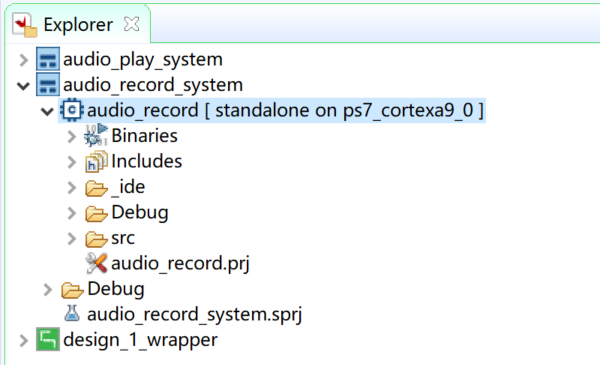 Explorer
audio_play_system
audio_record_system
audio_record [ standalone on ps7_cortexa9_0 ]
Binaries
Includes
_ide
Debug
src
audio_record.prj
Debug
audio_record_system.sprj
design_1_wrapper